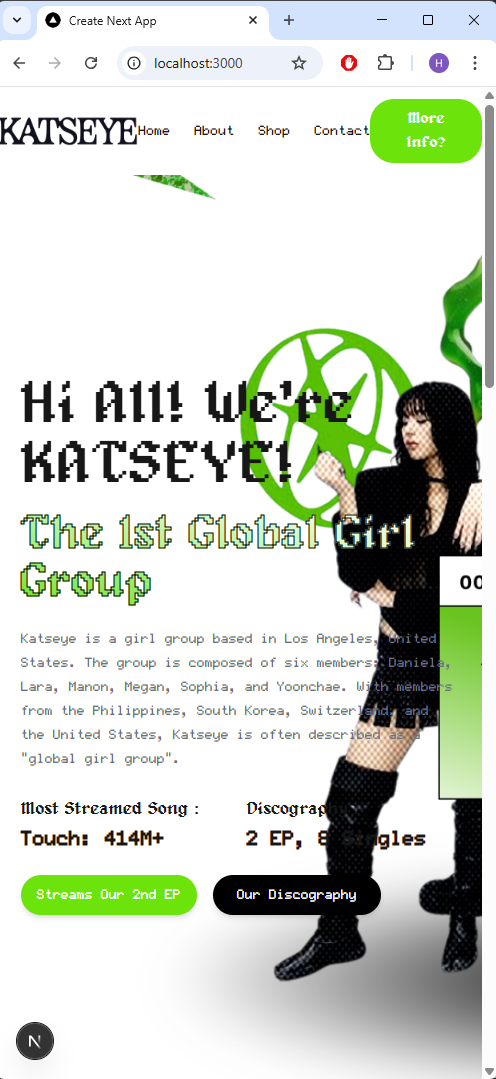 Create Next App
localhost:3000
H
KATSEYE
Home
About
Shop
Contact
More
Info?
Hi All! We're
KATSEYE!
The 1st Global Girl
Group
Katseye is a girl group based in Los Angeles, United
States. The group is composed of six members: Daniela,
Lara, Manon, Megan, Sophia, and Yoonchae. With members
from the Philippines, South Korea, Switzerland, and
the United States, Katseye is often described as a
"global girl group".
Most Streamed Song :
Discography :
Touch: 414M+
2 EP, 8 Singles
Streams Our 2nd EP
Our Discography
N